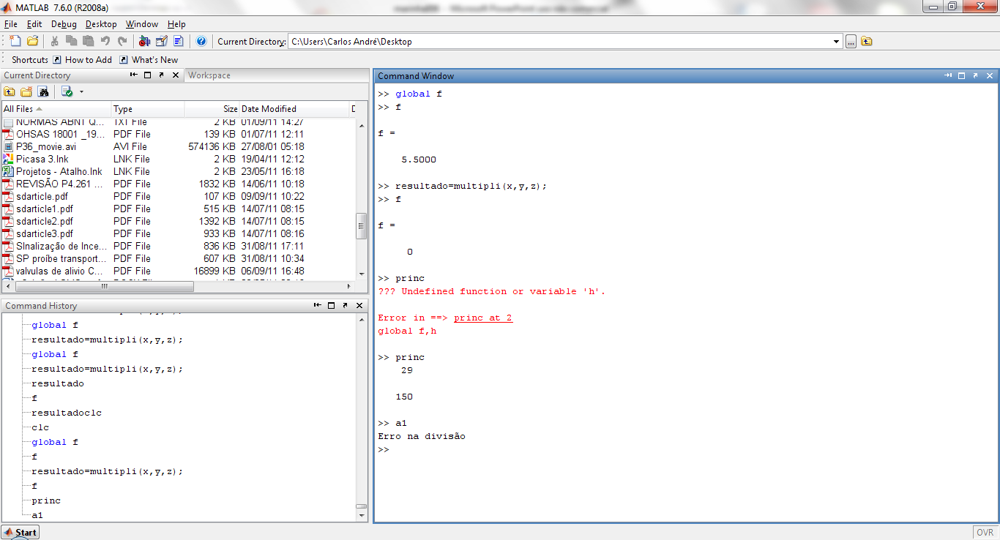 MATLAB 7.6.0 (R2008a)
File Edit Debug Desktop Window Help
Current Directory: C:\Users\Carlos André\Desktop
Shortcuts How to Add What's New
Current Directory Workspace
All Files Type Size Date Modified D
NORMAS ABNT Q... TXT File 2 KB 01/09/11 14:27
OHSAS 18001 _19... PDF File 139 KB 01/07/11 12:11
P36_movie.avi AVI File 574136 KB 27/08/01 05:18
Picasa 3.lnk LNK File 2 KB 19/04/11 12:12
Projetos - Atalho.lnk LNK File 2 KB 23/05/11 16:18
REVISÃO P4.261 ... PDF File 1832 KB 14/06/11 10:18
sdarticle.pdf PDF File 107 KB 09/09/11 10:22
sdarticle1.pdf PDF File 515 KB 14/07/11 08:15
sdarticle2.pdf PDF File 1392 KB 14/07/11 08:15
sdarticle3.pdf PDF File 933 KB 14/07/11 08:16
SInalização de Ince... PDF File 836 KB 31/08/11 17:11
SP proíbe transport... PDF File 607 KB 31/08/11 10:34
valvulas de alivio C... PDF File 16899 KB 06/09/11 16:48
Command History
global f
resultado=multipli(x,y,z);
global f
resultado=multipli(x,y,z);
resultado
f
resultadoclc
clc
global f
f
resultado=multipli(x,y,z);
f
princ
a1
Command Window
>> global f
>> f
f =
5.5000
>> resultado=multipli(x,y,z);
>> f
f =
0
>> princ
??? Undefined function or variable 'h'.
Error in ==> princ at 2
global f,h
>> princ
29
150
>> a1
Erro na divisão
>>
Start
OVR